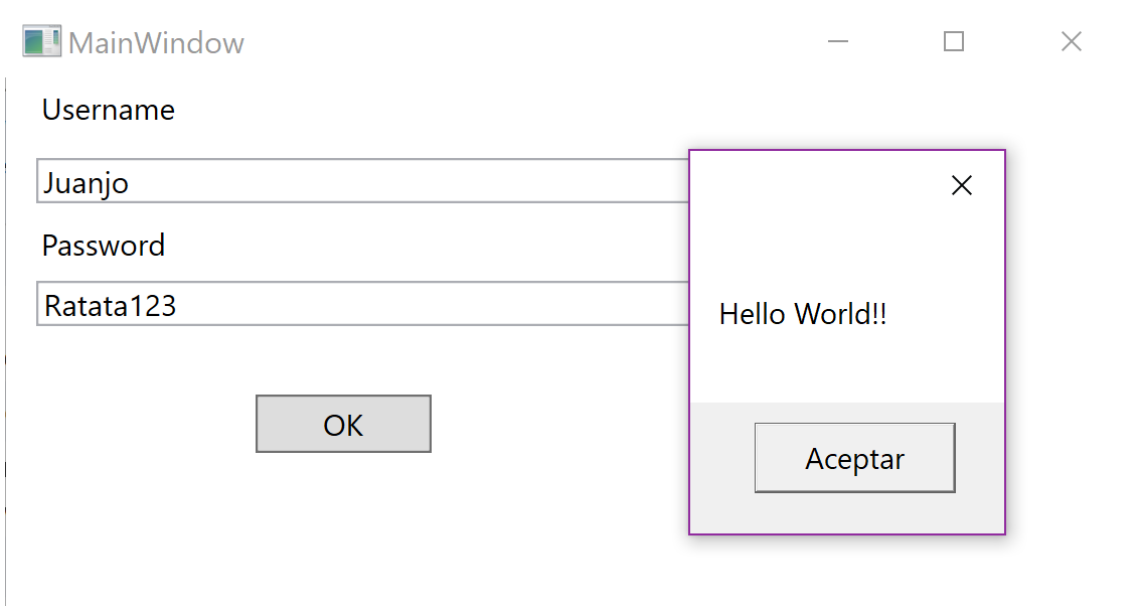 MainWindow
Username
Juanjo
Password
Ratata123
OK
Hello World!!
Aceptar